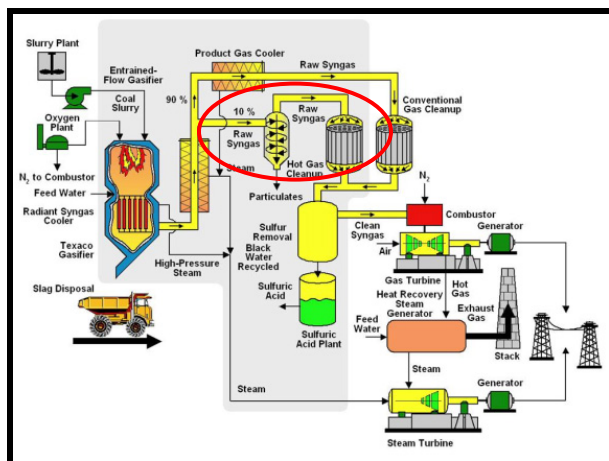 Slurry Plant
Product Gas Cooler
Raw Syngas
Entrained-
Flow Gasifier
Coal
Slurry
90 %
Conventional
Gas Cleanup
Oxygen
Plant
10 %
Raw
Syngas
Raw
Syngas
N2 to Combustor
Steam
Hot Gas
Cleanup
N2
Feed Water
Particulates
Radiant Syngas
Cooler
Combustor
Sulfur
Removal
Clean
Syngas
Generator
Texaco
Gasifier
Black
Water
Recycled
Air
High-Pressure
Steam
Gas Turbine
Hot
Gas
Slag Disposal
Sulfuric
Acid
Heat Recovery
Steam
Generator
Exhaust
Gas
Feed
Water
Sulfuric
Acid Plant
Stack
Steam
Steam
Generator
Steam Turbine